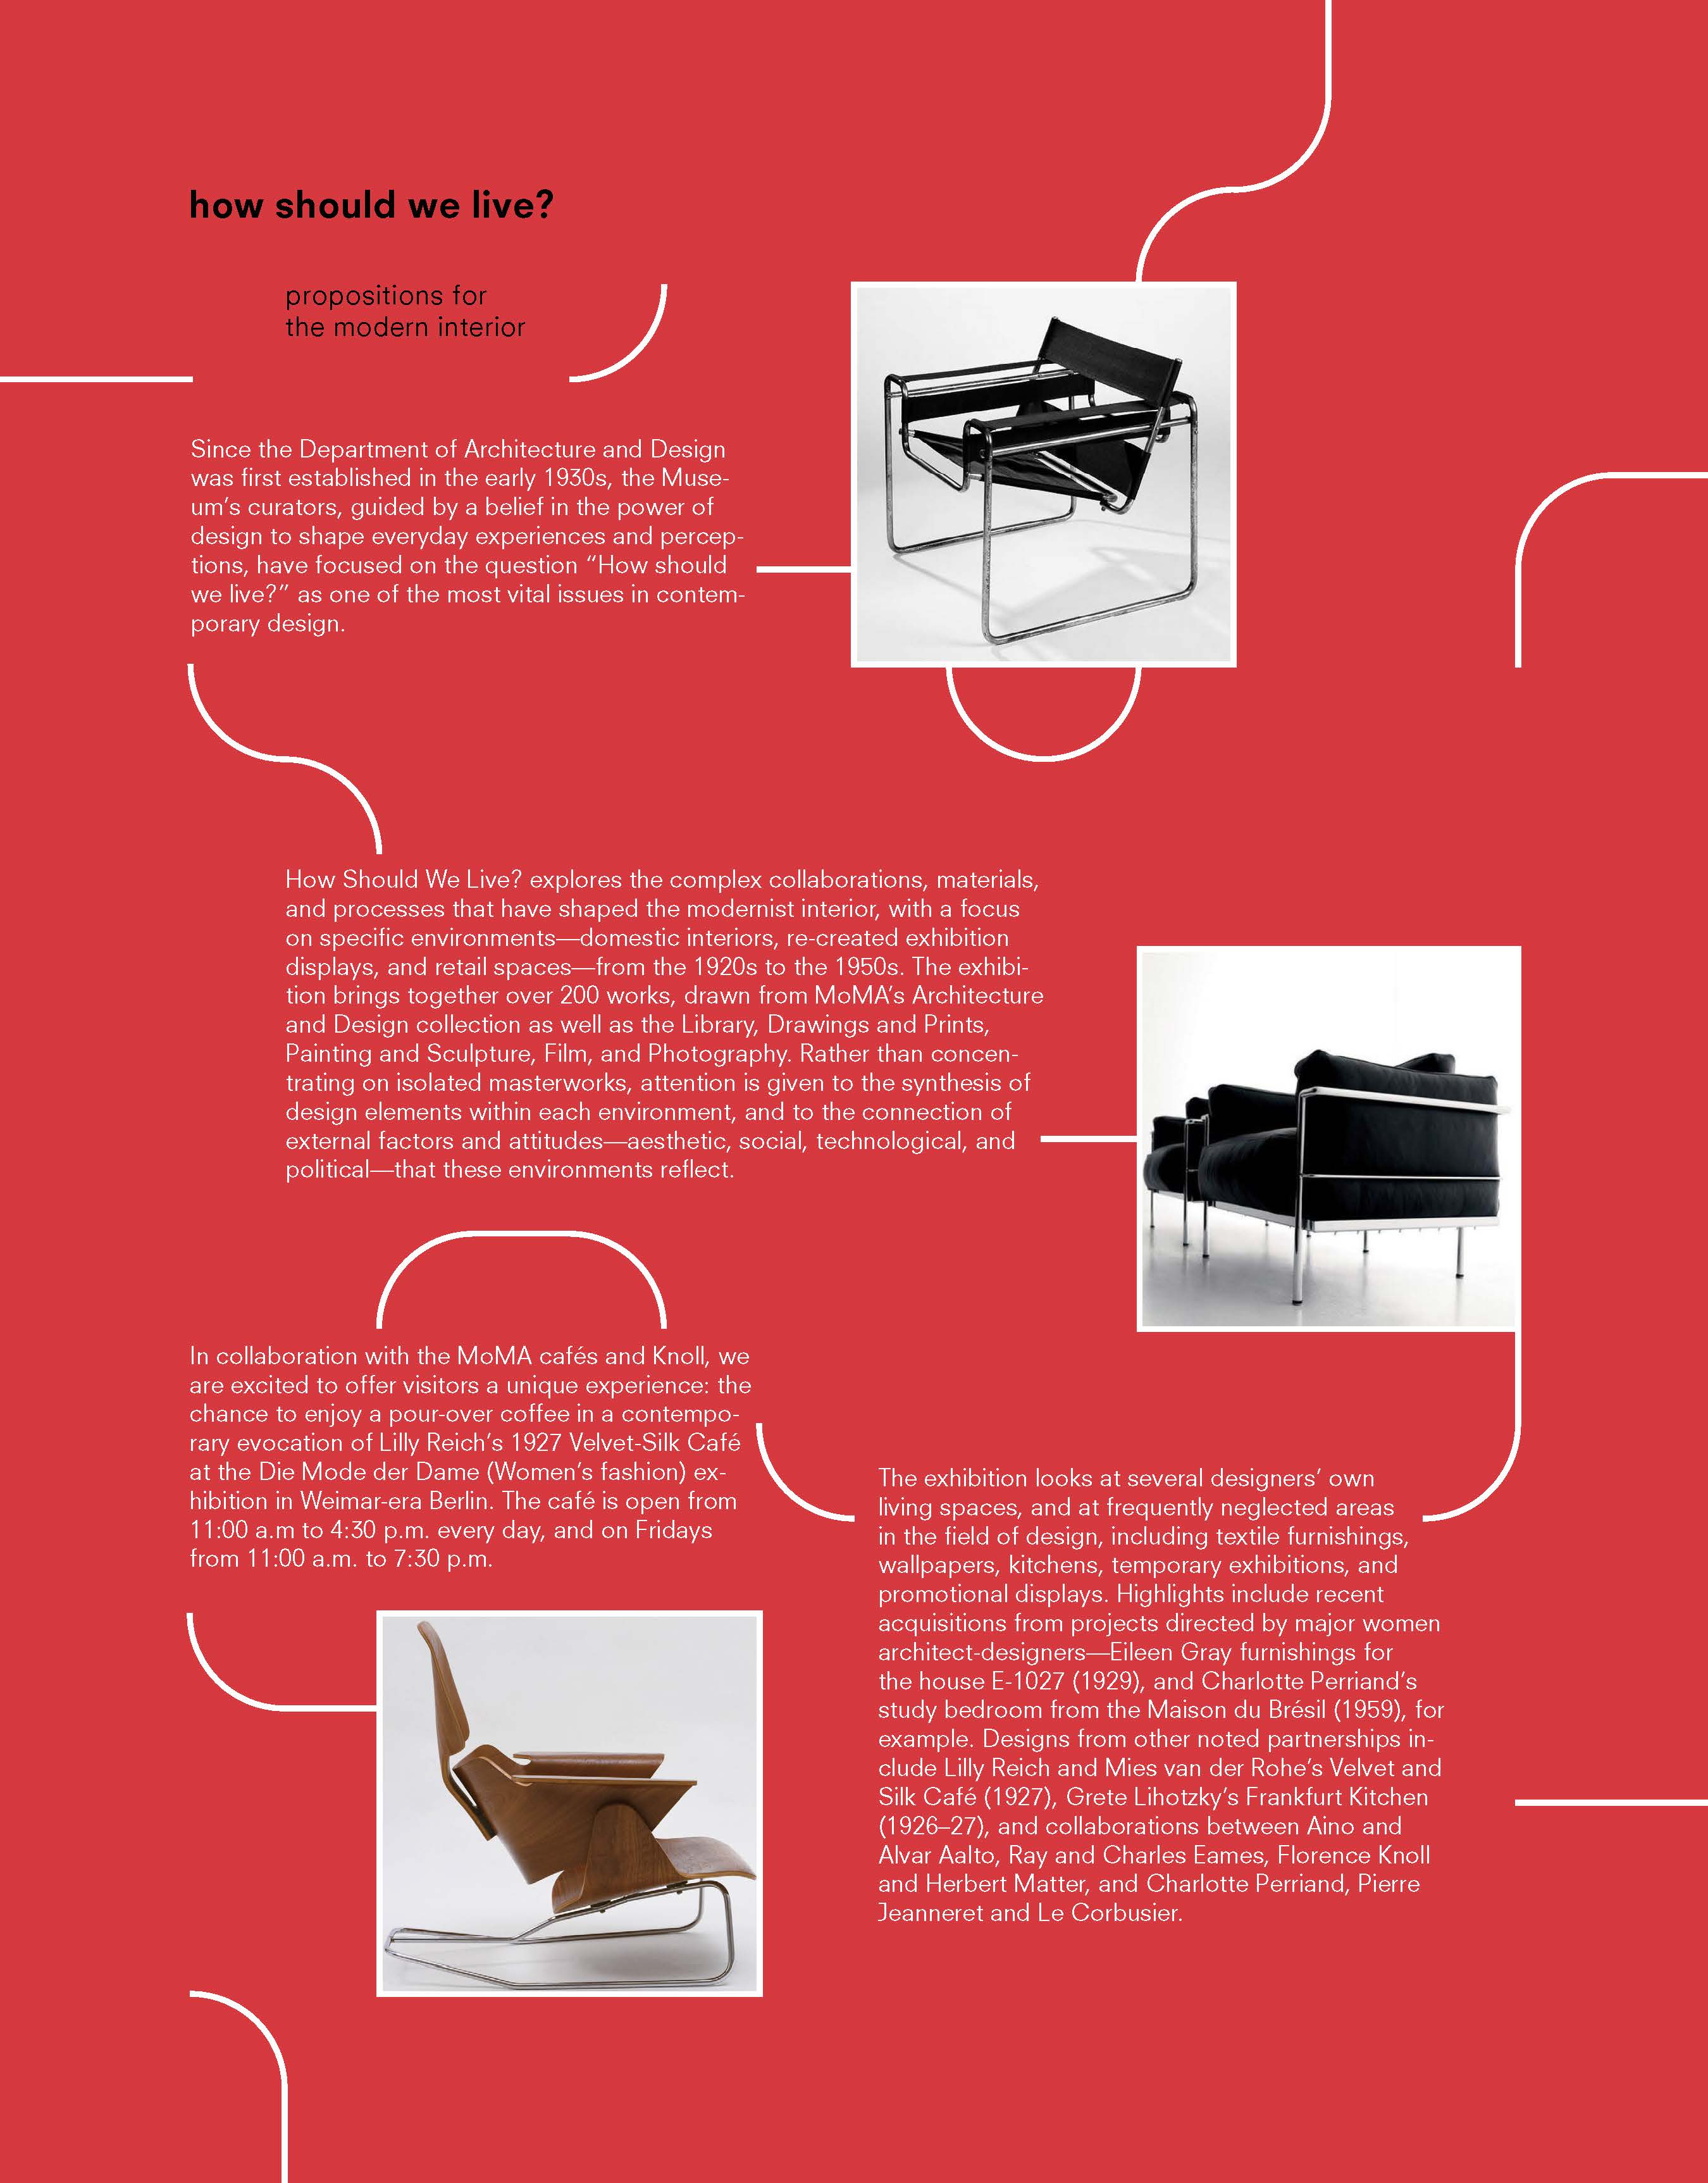 how should we live?
propositions for
the modern interior
Since the Department of Architecture and Design
was first established in the early 1930s, the Muse-
um’s curators, guided by a belief in the power of
design to shape everyday experiences and percep-
tions, have focused on the question “How should
we live?” as one of the most vital issues in contem-
porary design.
How Should We Live? explores the complex collaborations, materials,
and processes that have shaped the modernist interior, with a focus
on specific environments—domestic interiors, re-created exhibition
displays, and retail spaces—from the 1920s to the 1950s. The exhibi-
tion brings together over 200 works, drawn from MoMA’s Architecture
and Design collection as well as the Library, Drawings and Prints,
Painting and Sculpture, Film, and Photography. Rather than concen-
trating on isolated masterworks, attention is given to the synthesis of
design elements within each environment, and to the connection of
external factors and attitudes—aesthetic, social, technological, and
political—that these environments reflect.
In collaboration with the MoMA cafés and Knoll, we
are excited to offer visitors a unique experience: the
chance to enjoy a pour-over coffee in a contempo-
rary evocation of Lilly Reich’s 1927 Velvet-Silk Café
at the Die Mode der Dame (Women’s fashion) ex-
hibition in Weimar-era Berlin. The café is open from
11:00 a.m to 4:30 p.m. every day, and on Fridays
from 11:00 a.m. to 7:30 p.m.
The exhibition looks at several designers’ own
living spaces, and at frequently neglected areas
in the field of design, including textile furnishings,
wallpapers, kitchens, temporary exhibitions, and
promotional displays. Highlights include recent
acquisitions from projects directed by major women
architect-designers—Eileen Gray furnishings for
the house E-1027 (1929), and Charlotte Perriand’s
study bedroom from the Maison du Brésil (1959), for
example. Designs from other noted partnerships in-
clude Lilly Reich and Mies van der Rohe’s Velvet and
Silk Café (1927), Grete Lihotzky’s Frankfurt Kitchen
(1926–27), and collaborations between Aino and
Alvar Aalto, Ray and Charles Eames, Florence Knoll
and Herbert Matter, and Charlotte Perriand, Pierre
Jeanneret and Le Corbusier.